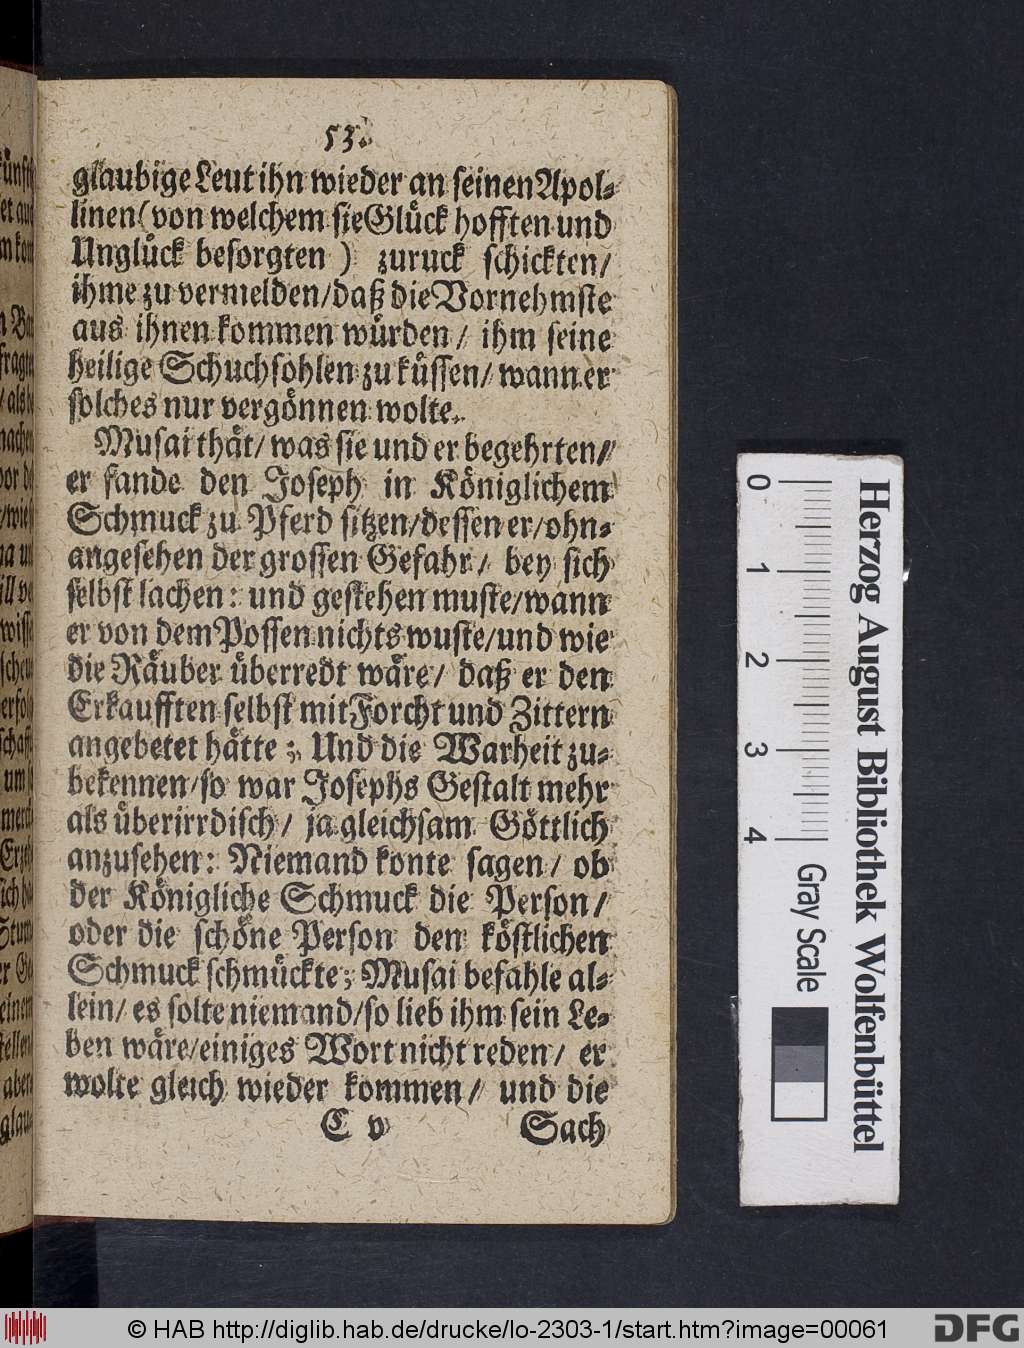 53.
glaubige Leut ihn wieder an seinen Apol-
linen (von welchem sie Glück hofften und
Unglück besorgten) zuruck schickten/
ihme zu vermelden/ daß die Vornehmste
aus ihnen kommen würden/ ihm seine
heilige Schuchsohlen zu küssen/ wann er
solches nur vergönnen wolte.
Musai thät/ was sie und er begehrten/
er fande den Joseph in Königlichem
Schmuck zu Pferd sitzen/ dessen er/ ohn-
angesehen der grossen Gefahr/ bey sich
selbst lachen: und gestehen muste/ wann
er von dem Possen nichts wuste/ und wie
die Räuber überredt wäre/ daß er den
Erkaufften selbst mit Forcht und Zittern
angebetet hätte; Und die Warheit zu-
bekennen/ so war Josephs Gestalt mehr
als überirrdisch/ ja gleichsam Göttlich
anzusehen: Niemand konte sagen/ ob
der Königliche Schmuck die Person/
oder die schöne Person den köstlichen
Schmuck schmückte; Musai befahle al-
lein/ es solte niemand/ so lieb ihm sein Le-
ben wäre/ einiges Wort nicht reden/ er
wolte gleich wieder kommen/ und die
C v Sach
0 1 2 3 4
Gray Scale
Herzog August Bibliothek Wolfenbüttel
© HAB http://diglib.hab.de/drucke/lo-2303-1/start.htm?image=00061
DFG